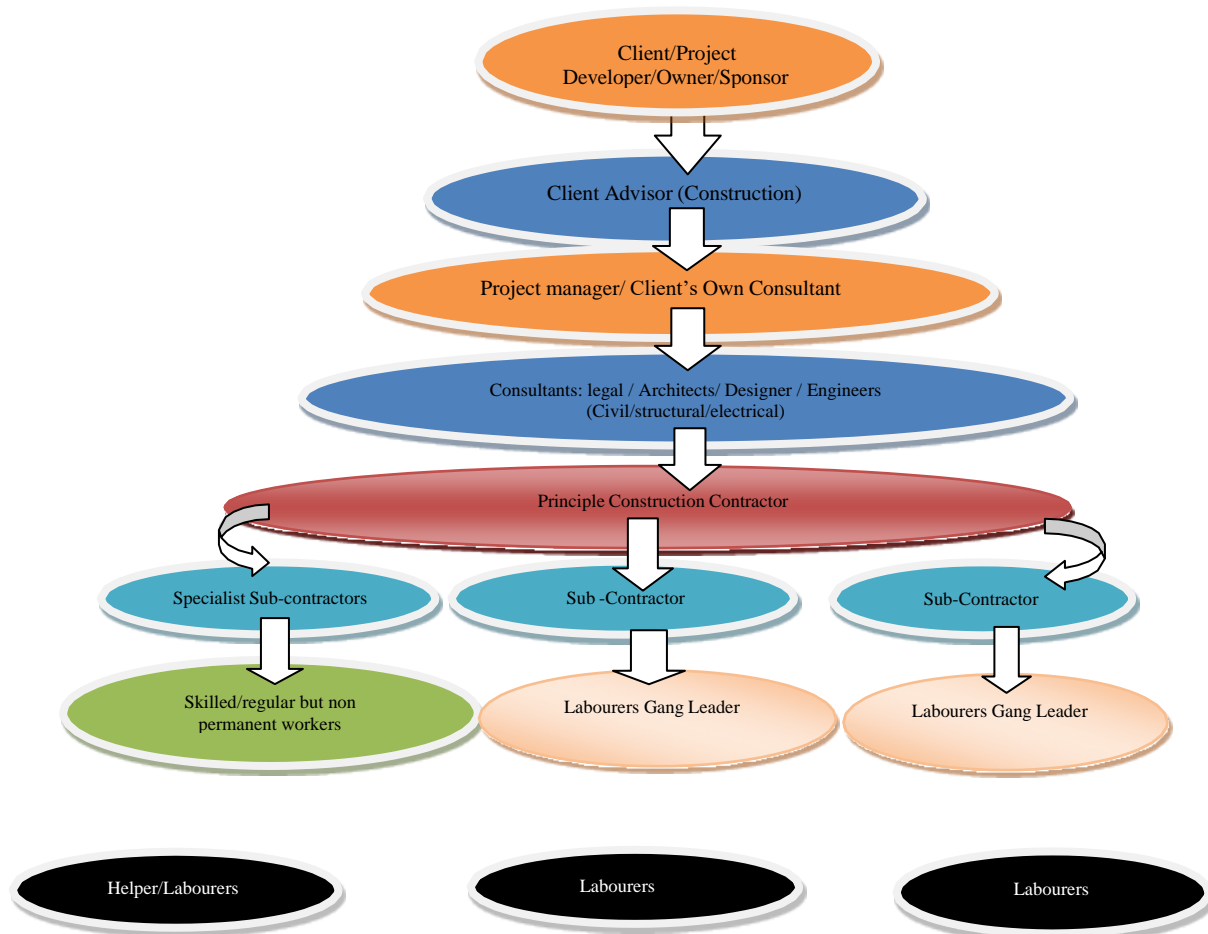 Client/Project
Developer/Owner/Sponsor
Client Advisor (Construction)
Project manager/ Client’s Own Consultant
Consultants: legal / Architects/ Designer / Engineers
(Civil/structural/electrical)
Principle Construction Contractor
Specialist Sub-contractors
Sub -Contractor
Sub-Contractor
Skilled/regular but non
permanent workers
Labourers Gang Leader
Labourers Gang Leader
Helper/Labourers
Labourers
Labourers